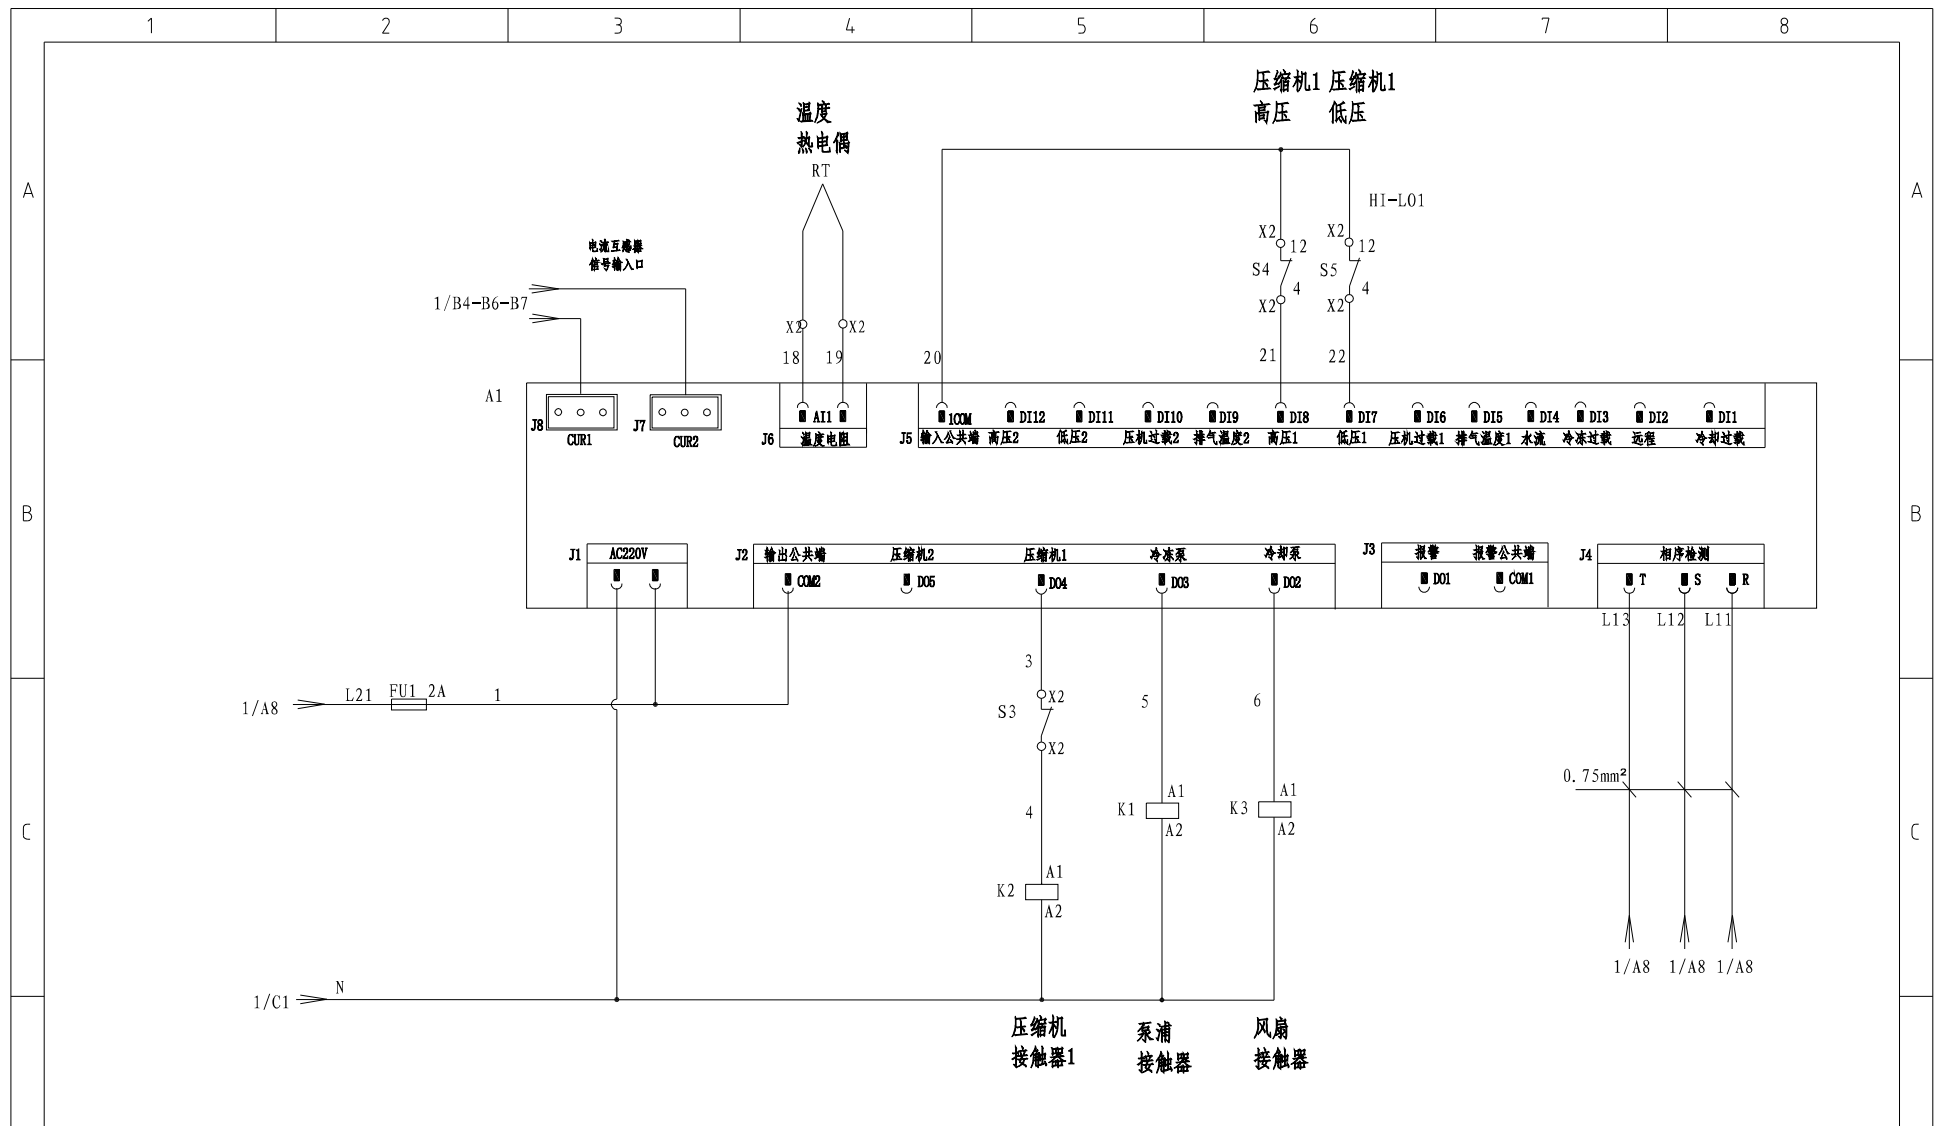 1 2 3 4 5 6 7 8
压缩机1 压缩机1
高压 低压
温度
热电偶
RT
A A
HI-LO1
X2 X2
12 12
电流互感器
信号输入口
S4 S5
4 4
1/B4-B6-B7
X2 X2
X2 X2
18 19 20 21 22
A1
J8 J7 J6 J5
CUR1 CUR2
AI1
温度电阻
1COM DI12 DI11 DI10 DI9 DI8 DI7 DI6 DI5 DI4 DI3 DI2 DI1
输入公共端 高压2 低压2 压机过载2 排气温度2 高压1 低压1 压机过载1 排气温度1 水流 冷冻过载 远程 冷却过载
B B
J1 AC220V J2 输出公共端 压缩机2 压缩机1 冷冻泵 冷却泵 J3 报警 报警公共端 J4 相序检测
COM2 DO5 DO4 DO3 DO2 DO1 COM1 T S R
L13 L12 L11
3
1/A8 L21 FU1 2A 1
X2
S3
5 6
X2
0.75mm²
4
K1 A1 K3 A1
A2 A2
C C
A1
K2
A2
1/A8 1/A8 1/A8
1/C1 N
压缩机
接触器1
泵浦
接触器
风扇
接触器